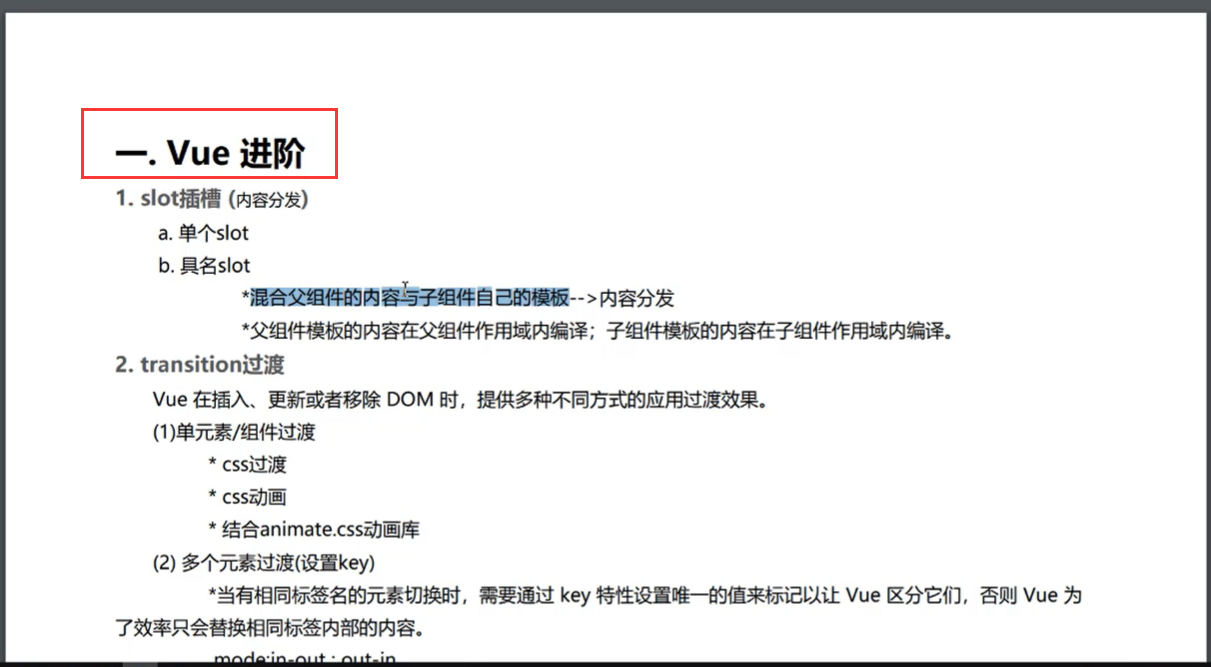 一. Vue 进阶
1. slot插槽 (内容分发)
a. 单个slot
b. 具名slot
*混合父组件的内容与子组件自己的模板-->内容分发
*父组件模板的内容在父组件作用域内编译；子组件模板的内容在子组件作用域内编译。
2. transition过渡
Vue 在插入、更新或者移除 DOM 时，提供多种不同方式的应用过渡效果。
(1)单元素/组件过渡
* css过渡
* css动画
* 结合animate.css动画库
(2) 多个元素过渡(设置key)
*当有相同标签名的元素切换时，需要通过 key 特性设置唯一的值来标记以让 Vue 区分它们，否则 Vue 为
了效率只会替换相同标签内部的内容。
mode:in-out ; out-in